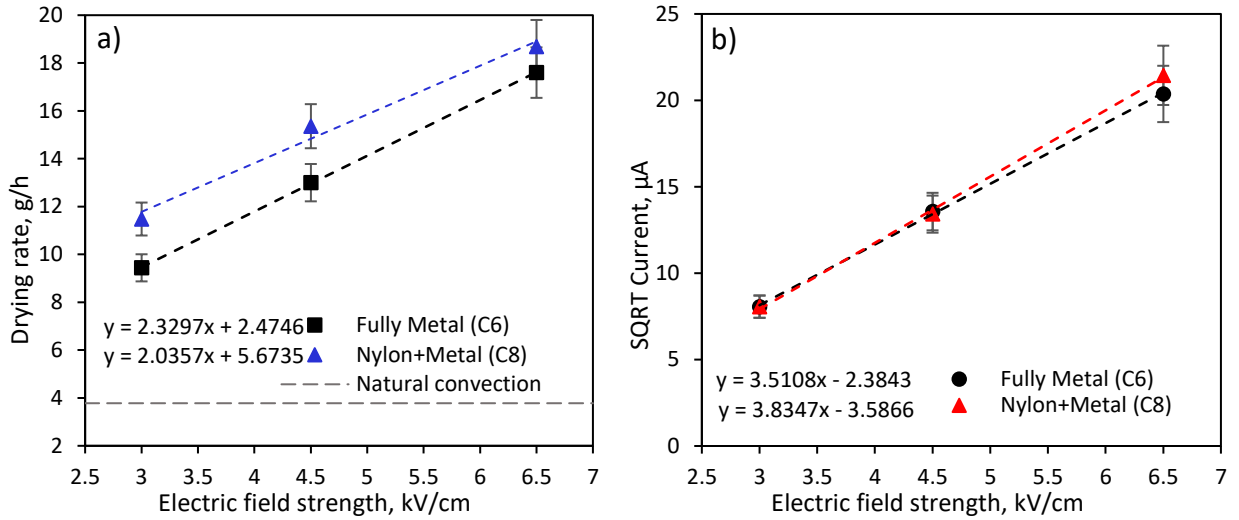 a)
Drying rate, g/h
20
18
16
14
12
10
8
6
4
2
y = 2.3297x + 2.4746 Fully Metal (C6)
y = 2.0357x + 5.6735 Nylon+Metal (C8)
Natural convection
2.5 3 3.5 4 4.5 5 5.5 6 6.5 7
Electric field strength, kV/cm
b)
SQRT Current, µA
25
20
15
10
5
0
y = 3.5108x - 2.3843 Fully Metal (C6)
y = 3.8347x - 3.5866 Nylon+Metal (C8)
2.5 3 3.5 4 4.5 5 5.5 6 6.5 7
Electric field strength, kV/cm